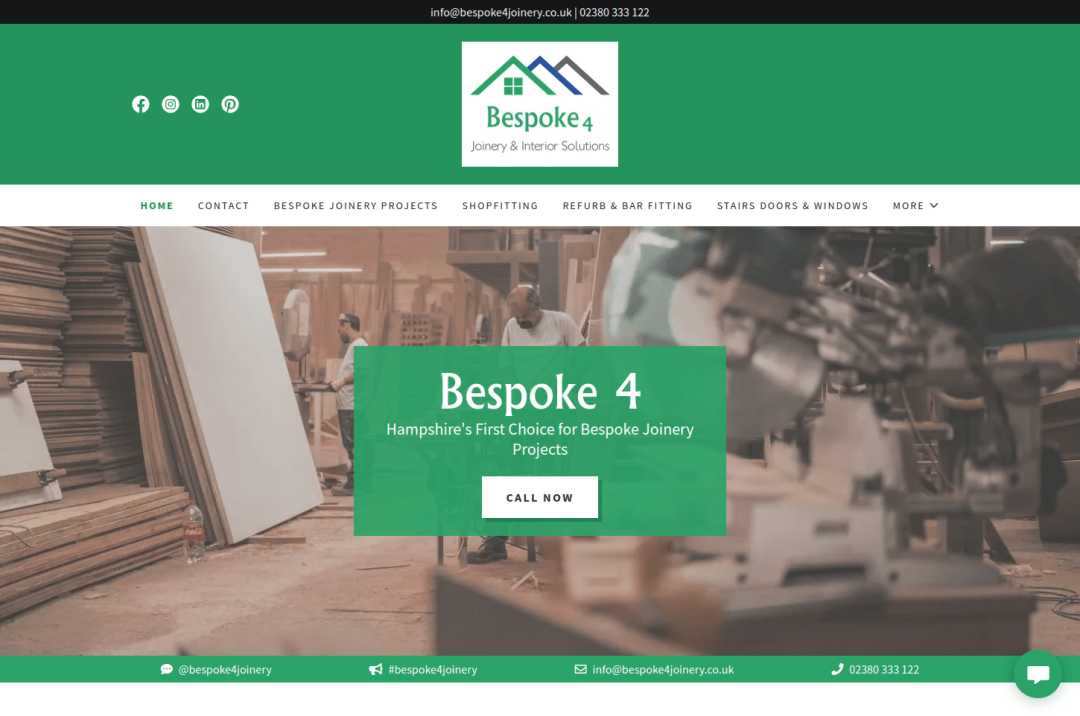 info@bespoke4joinery.co.uk | 02380 333 122
Bespoke 4
Joinery & Interior Solutions
HOME CONTACT BESPOKE JOINERY PROJECTS SHOPFITTING REFURB & BAR FITTING STAIRS DOORS & WINDOWS MORE
Bespoke 4
Hampshire's First Choice for Bespoke Joinery
Projects
CALL NOW
@bespoke4joinery #bespoke4joinery info@bespoke4joinery.co.uk 02380 333 122